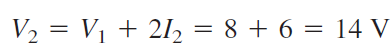 V₂ = V₁ + 2I₂ = 8 + 6 = 14 V